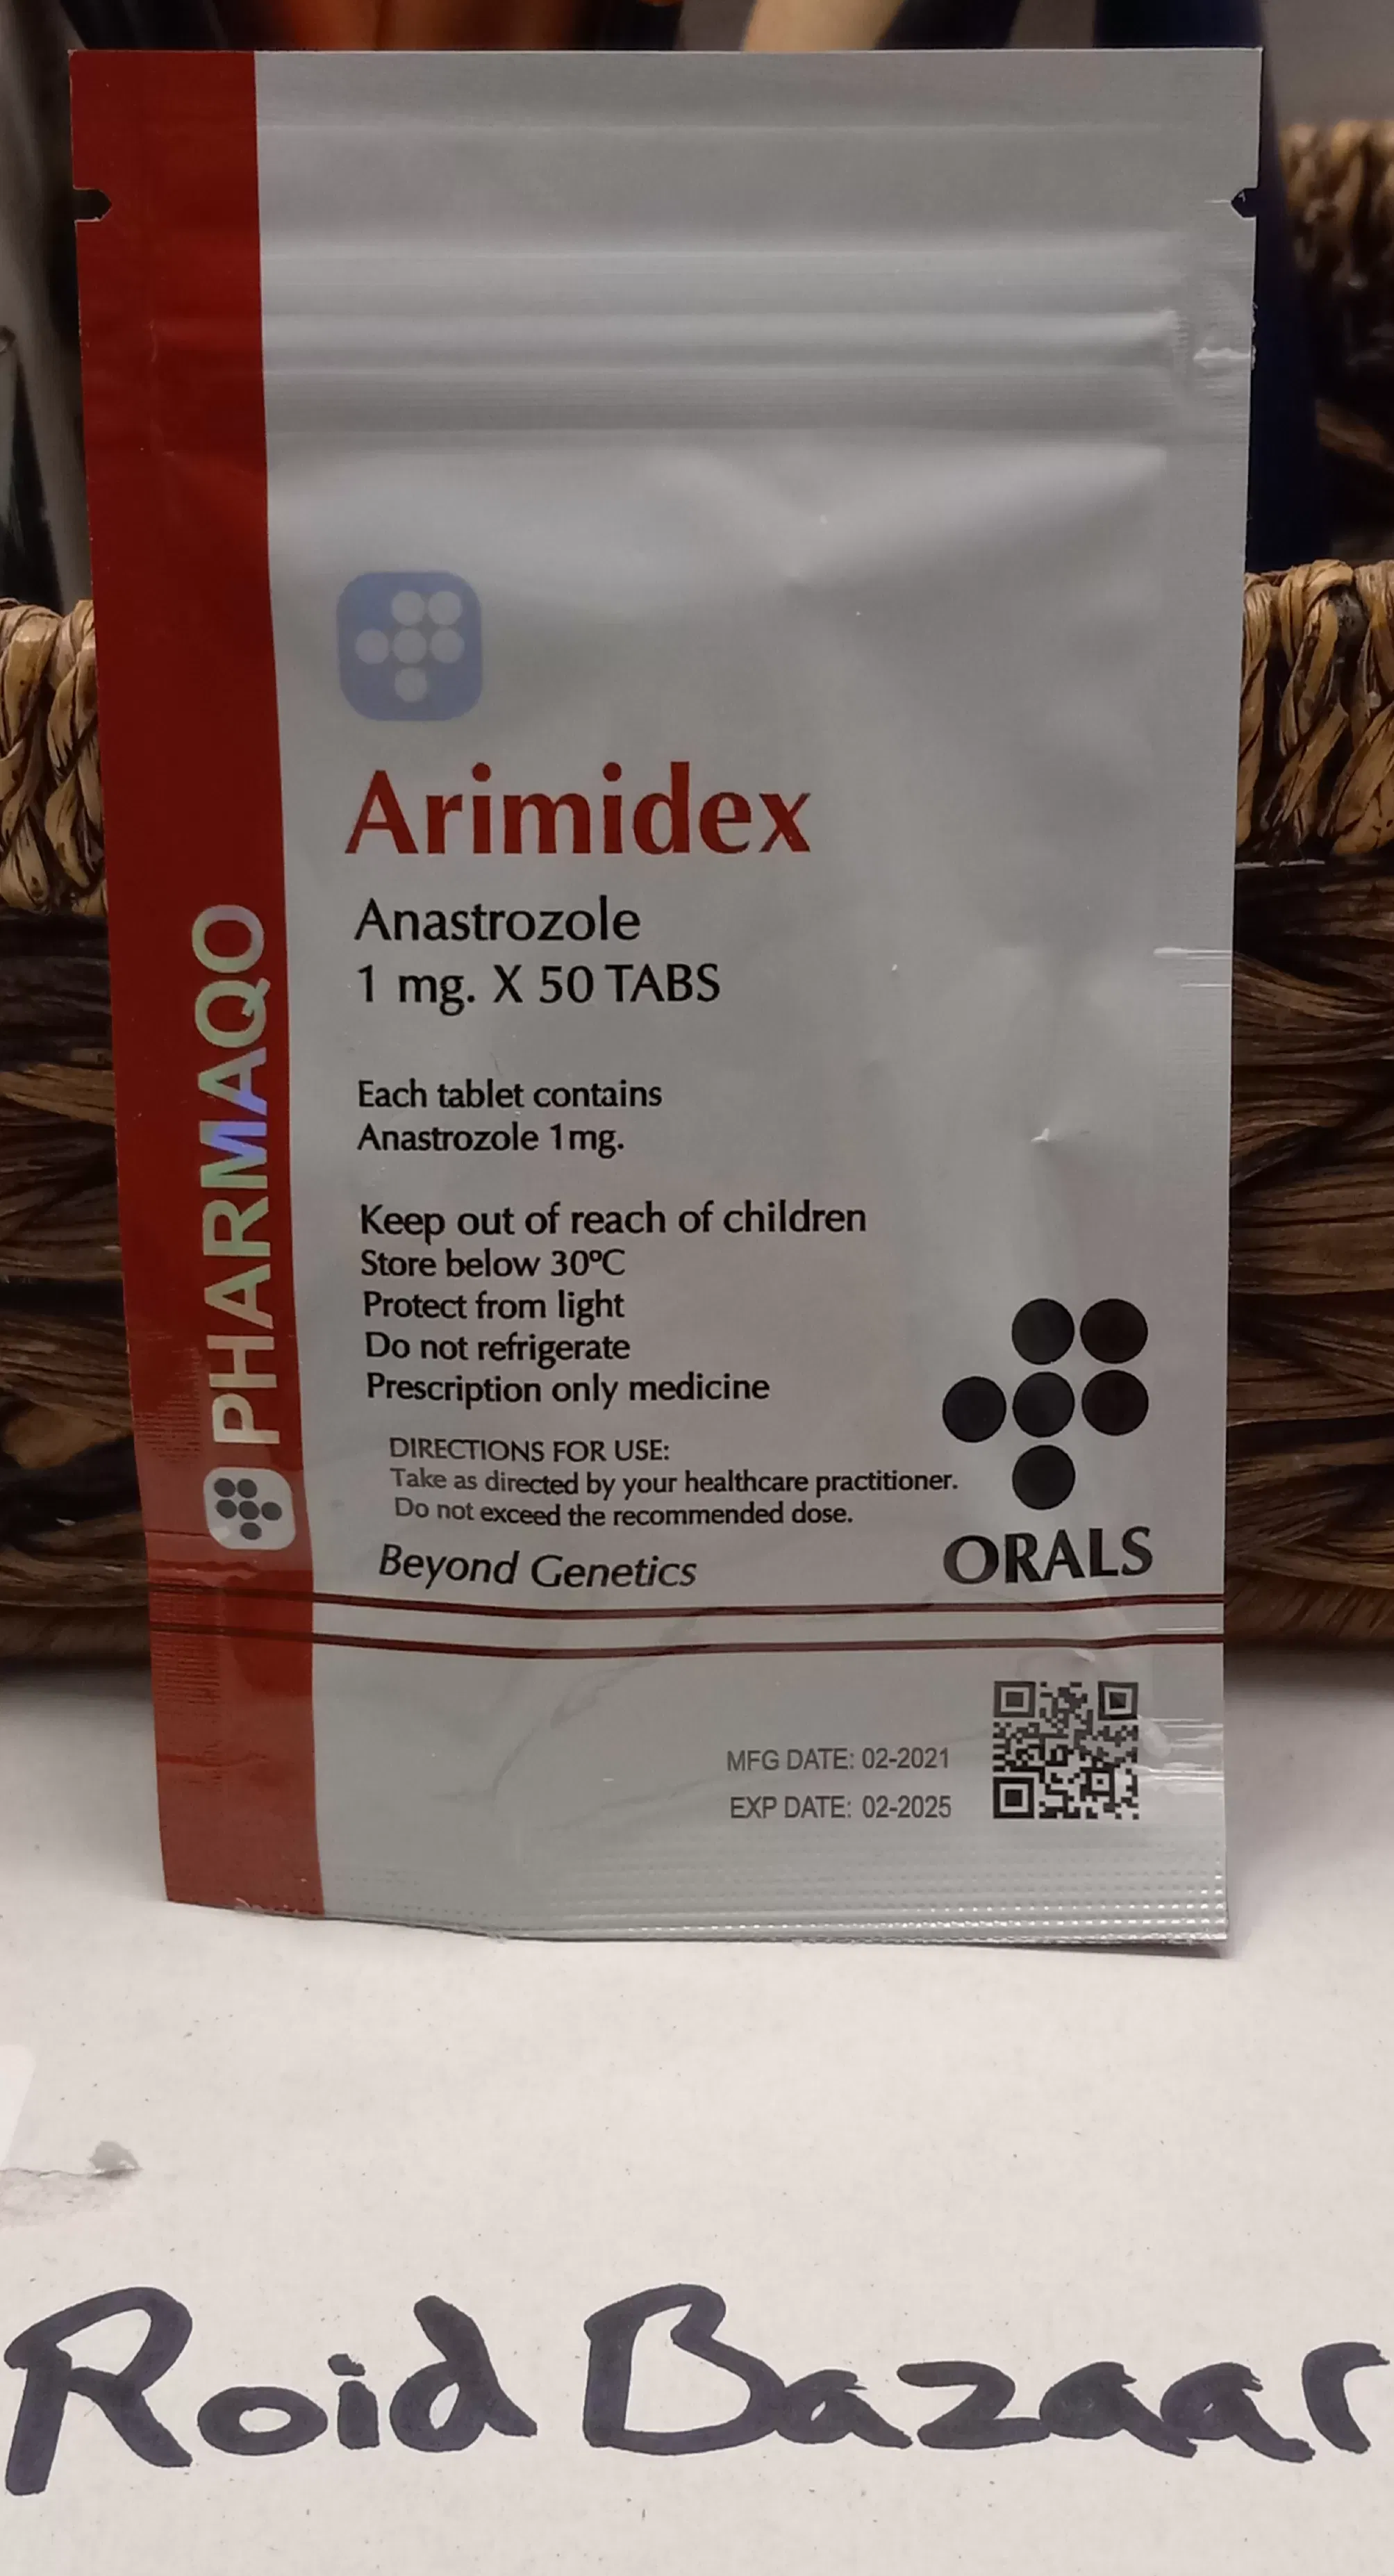 PHARMAQO
Arimidex
Anastrozole
1 mg. X 50 TABS
Each tablet contains
Anastrozole 1mg.
Keep out of reach of children
Store below 30ºC
Protect from light
Do not refrigerate
Prescription only medicine
DIRECTIONS FOR USE:
Take as directed by your healthcare practitioner.
Do not exceed the recommended dose.
Beyond Genetics
ORALS
MFG DATE: 02-2021
EXP DATE: 02-2025
Roid Bazaar